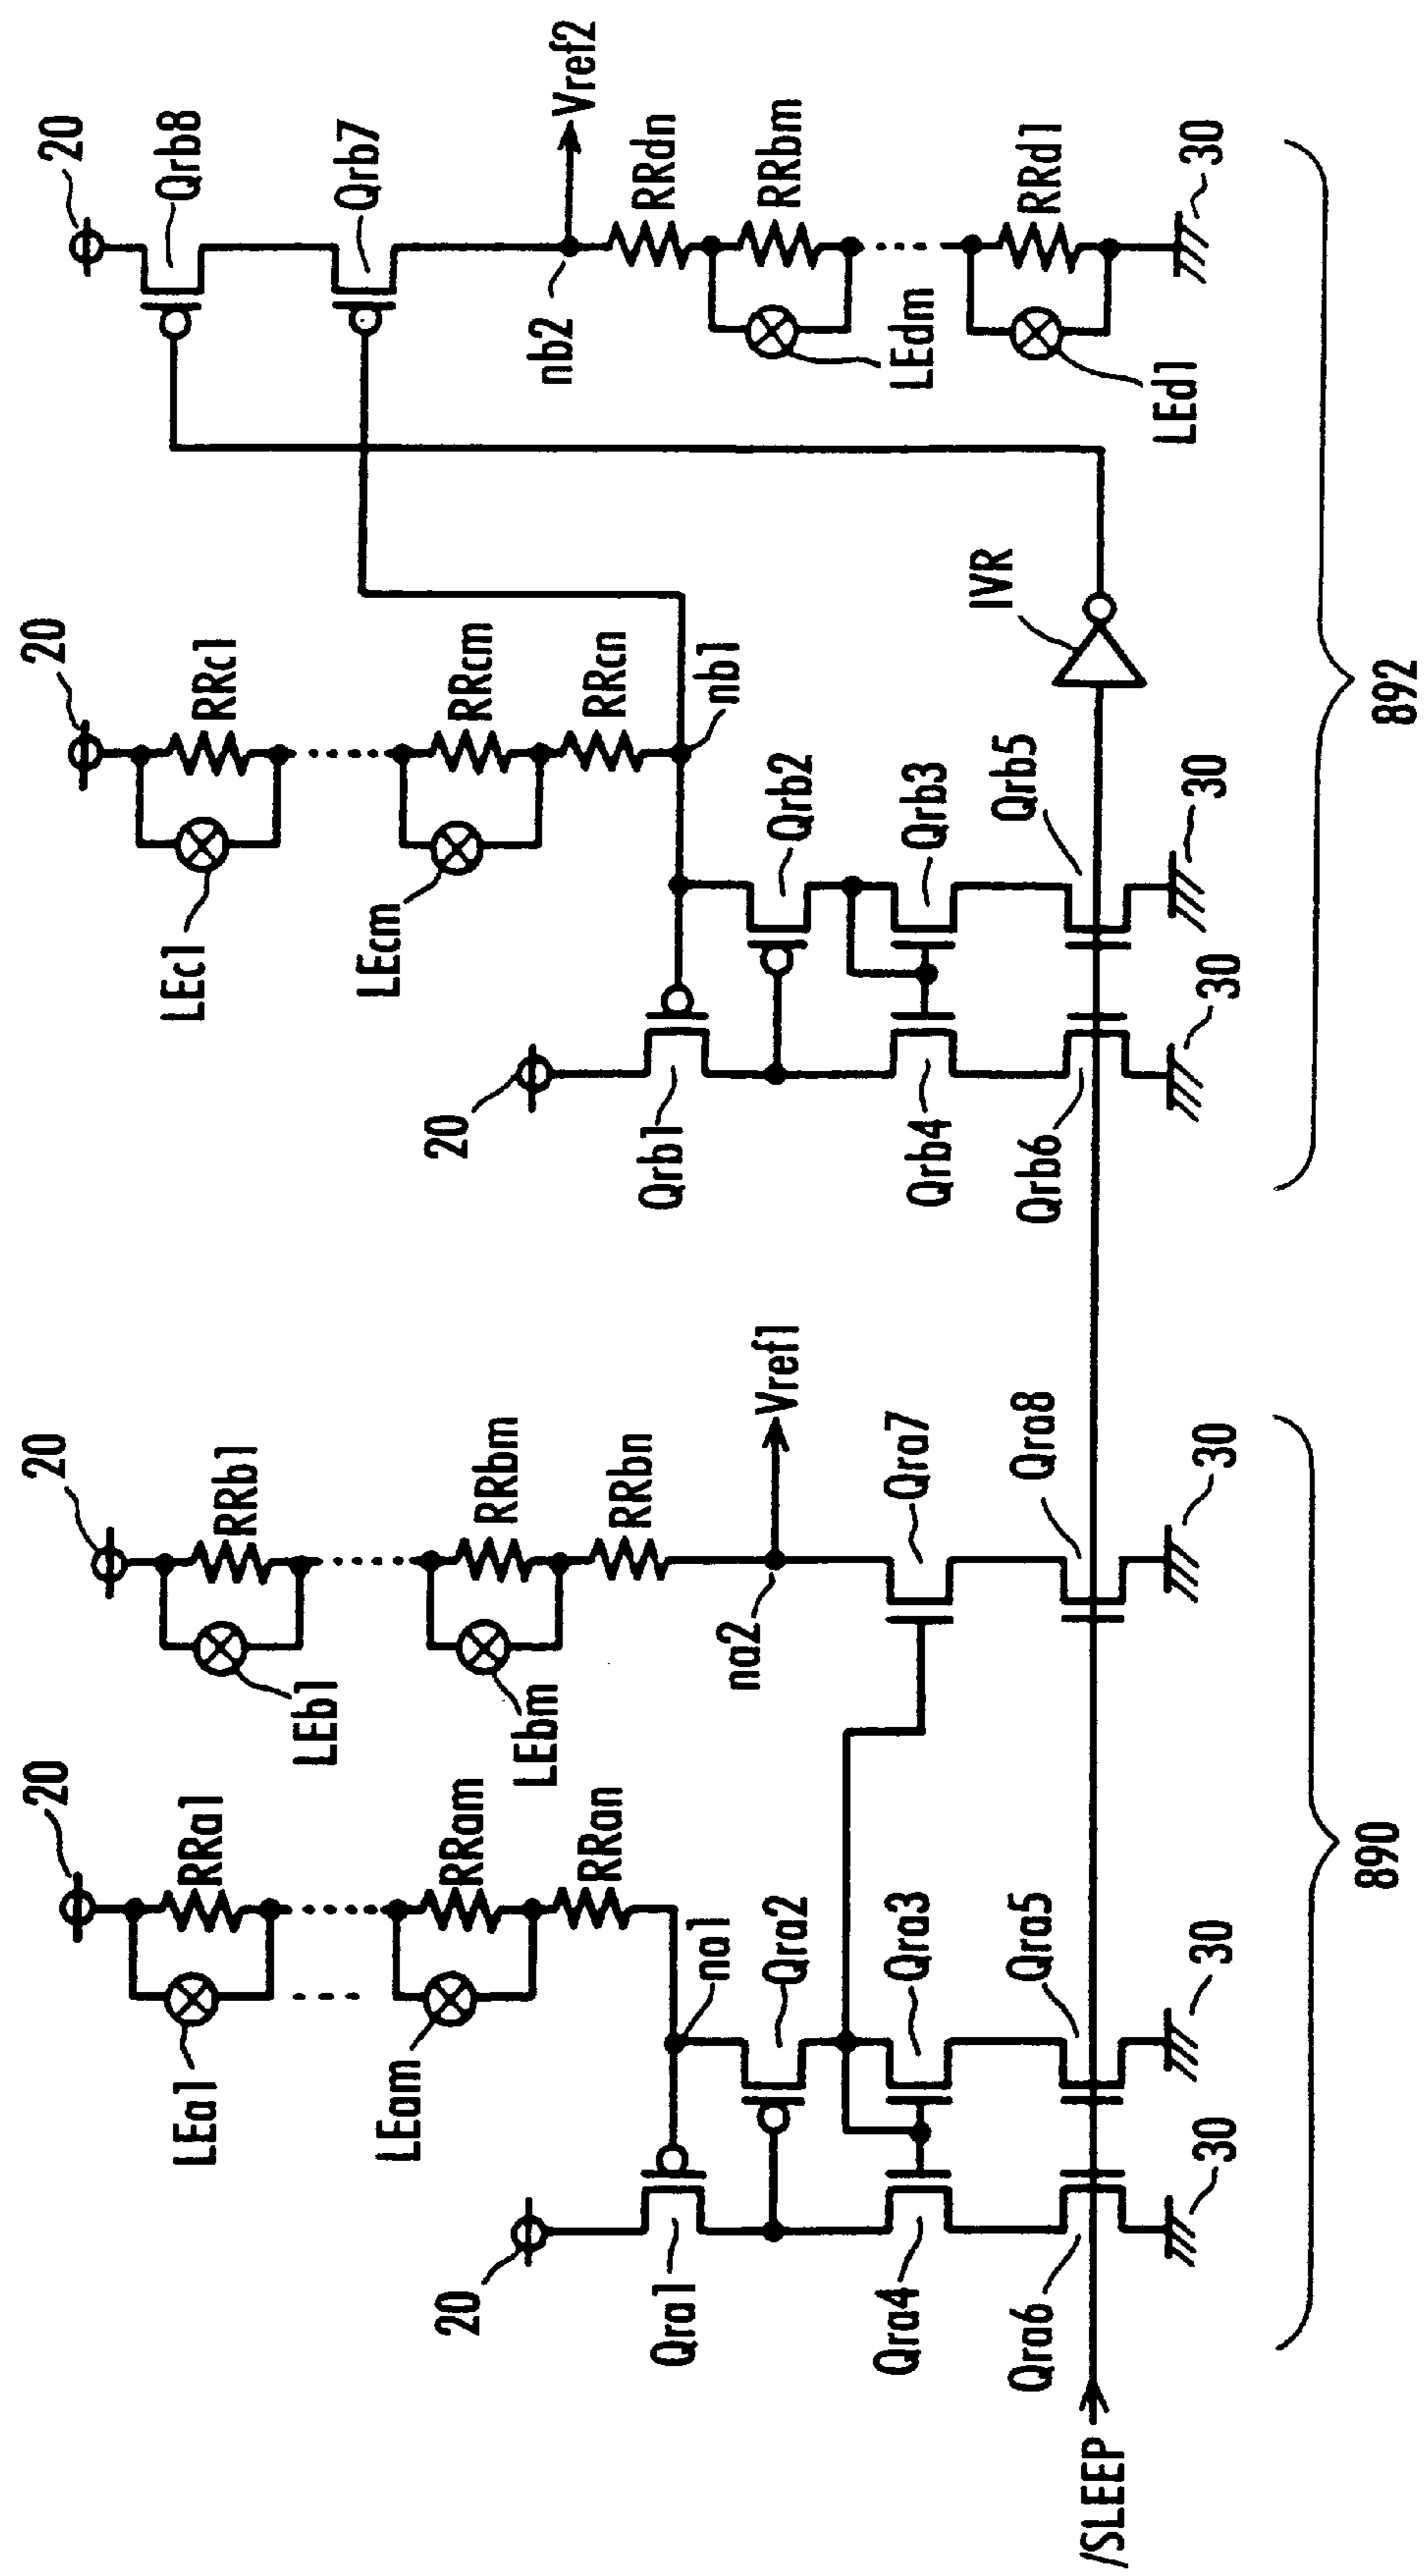 20
20
20
20
20
20
RRa1
RRb1
RRc1
Qrb8
LEa1
LEb1
LEc1
Qrb7
RRam
RRbm
RRcm
LEam
LEbm
LEcm
RRan
RRbn
RRcn
Vref2
nb2
RRdn
na1
nb1
Qra1
Qrb1
na2
Vref1
Qra2
Qrb2
RRbm
LEdm
Qra4
Qra3
Qra7
Qrb4
Qrb3
IVR
RRd1
LEd1
Qra6
Qra5
Qra8
Qrb6
Qrb5
/SLEEP
30
30
30
30
30
30
20
890
892